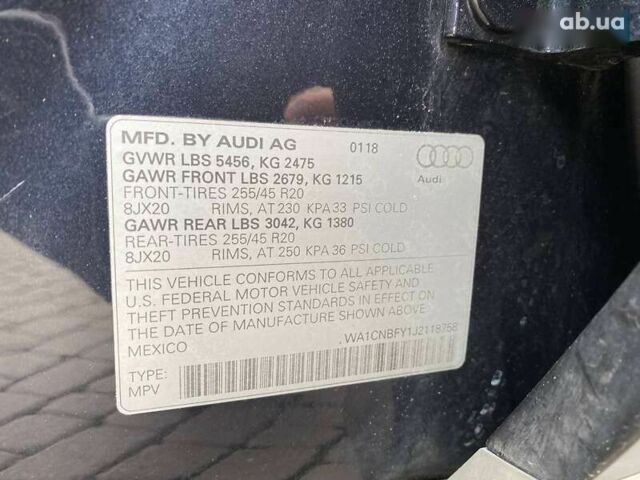 ab.ua
MFD. BY AUDI AG 0118
GVWR LBS 5456, KG 2475
GAWR FRONT LBS 2679, KG 1215
FRONT-TIRES 255/45 R20
8JX20 RIMS, AT 230 KPA 33 PSI COLD
GAWR REAR LBS 3042, KG 1380
REAR-TIRES 255/45 R20
8JX20 RIMS, AT 250 KPA 36 PSI COLD
Audi
THIS VEHICLE CONFORMS TO ALL APPLICABLE
U.S. FEDERAL MOTOR VEHICLE SAFETY AND
THEFT PREVENTION STANDARDS IN EFFECT ON
THE DATE OF MANUFACTURE SHOWN ABOVE.
MEXICO WA1CNBFY1J2118758
TYPE:
MPV